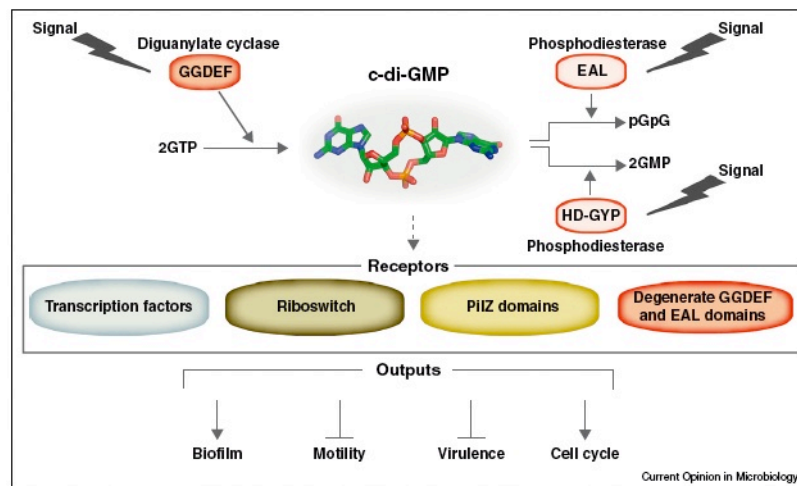 Signal
Diguanylate cyclase
GGDEF
2GTP
c-di-GMP
Phosphodiesterase
EAL
Signal
pGpG
2GMP
Signal
HD-GYP
Phosphodiesterase
Receptors
Transcription factors
Riboswitch
PilZ domains
Degenerate GGDEF
and EAL domains
Outputs
Biofilm
Motility
Virulence
Cell cycle
Current Opinion in Microbiology